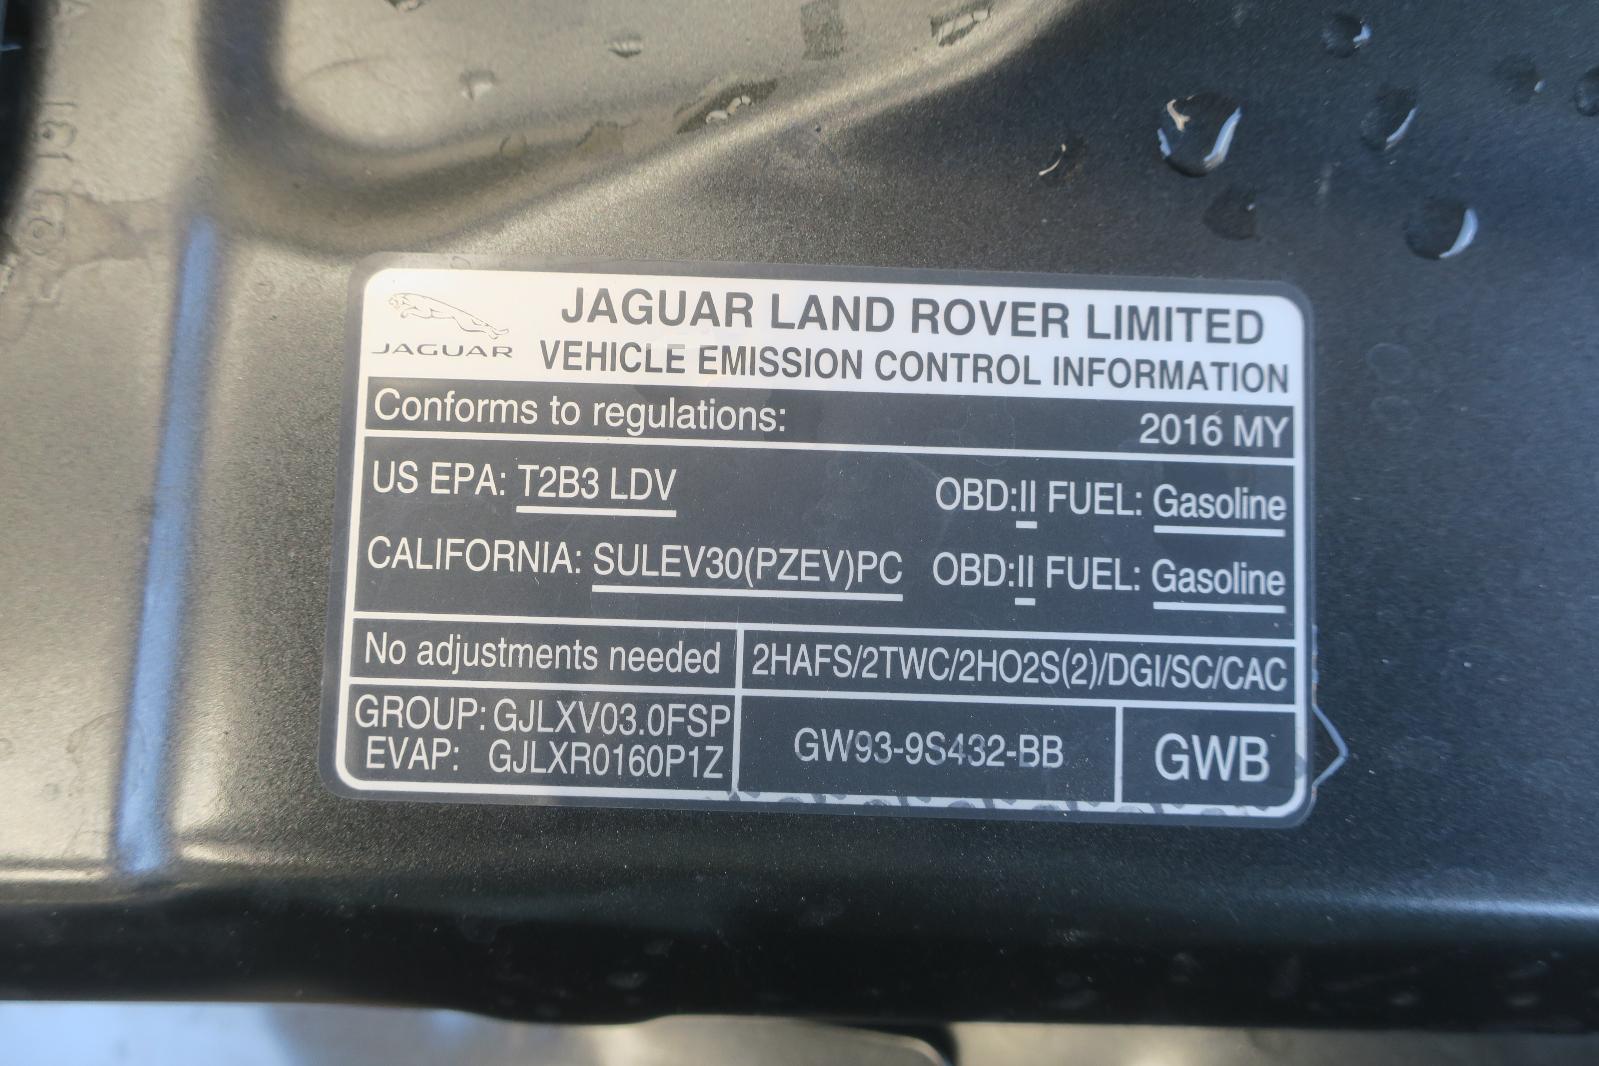 JAGUAR
JAGUAR LAND ROVER LIMITED
VEHICLE EMISSION CONTROL INFORMATION
Conforms to regulations: 2016 MY
US EPA: T2B3 LDV OBD:II FUEL: Gasoline
CALIFORNIA: SULEV30(PZEV)PC OBD:II FUEL: Gasoline
No adjustments needed 2HAFS/2TWC/2HO2S(2)/DGI/SC/CAC
GROUP: GJLXV03.0FSP
EVAP: GJLXR0160P1Z
GW93-9S432-BB
GWB